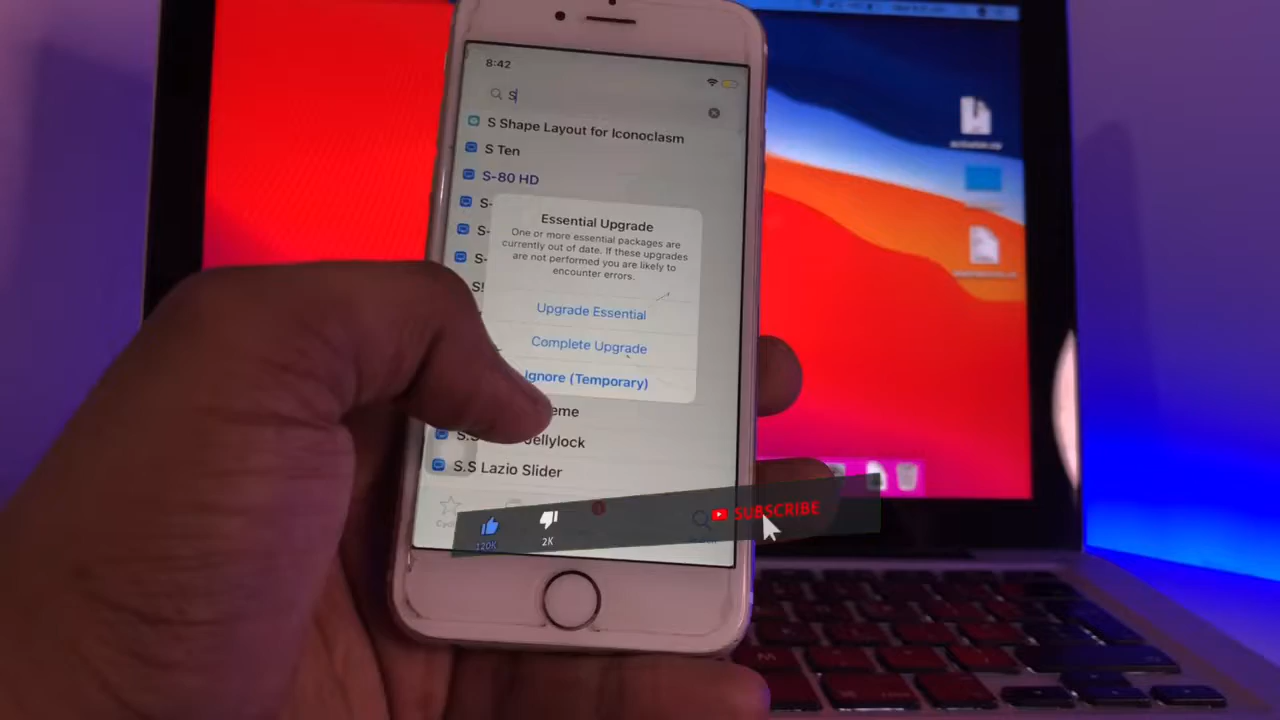 8:42
S
S Shape Layout for Iconoclasm
S Ten
S-80 HD
S-
S-
S-
S!
Essential Upgrade
One or more essential packages are
currently out of date. If these upgrades
are not performed you are likely to
encounter errors.
Upgrade Essential
Complete Upgrade
Ignore (Temporary)
eme
Jellylock
S.S Lazio Slider
SUBSCRIBE
120K
2K